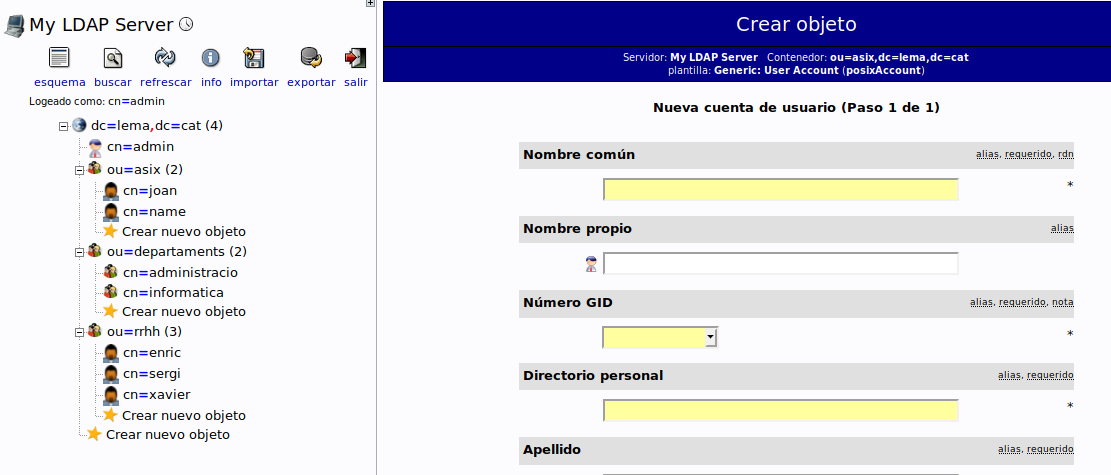 My LDAP Server
esquema buscar refrescar info importar exportar salir
Logeado como: cn=admin
dc=lema,dc=cat (4)
cn=admin
ou=asix (2)
cn=joan
cn=name
Crear nuevo objeto
ou=departaments (2)
cn=administracio
cn=informatica
Crear nuevo objeto
ou=rrhh (3)
cn=enric
cn=sergi
cn=xavier
Crear nuevo objeto
Crear nuevo objeto
Crear objeto
Servidor: My LDAP Server Contenedor: ou=asix,dc=lema,dc=cat
plantilla: Generic: User Account (posixAccount)
Nueva cuenta de usuario (Paso 1 de 1)
Nombre común alias, requerido, rdn
*
Nombre propio alias
Número GID alias, requerido, nota
*
Directorio personal alias, requerido
*
Apellido alias, requerido